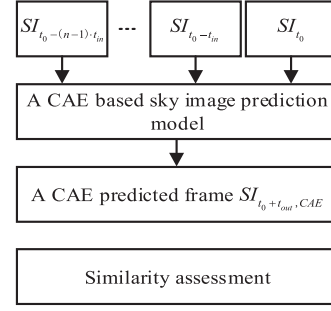 SI_{t_0-(n-1)·t_{in}} --- SI_{t_0-t_{in}} SI_{t_0}
A CAE based sky image prediction
model
A CAE predicted frame SI_{t_0+t_{out},CAE}
Similarity assessment